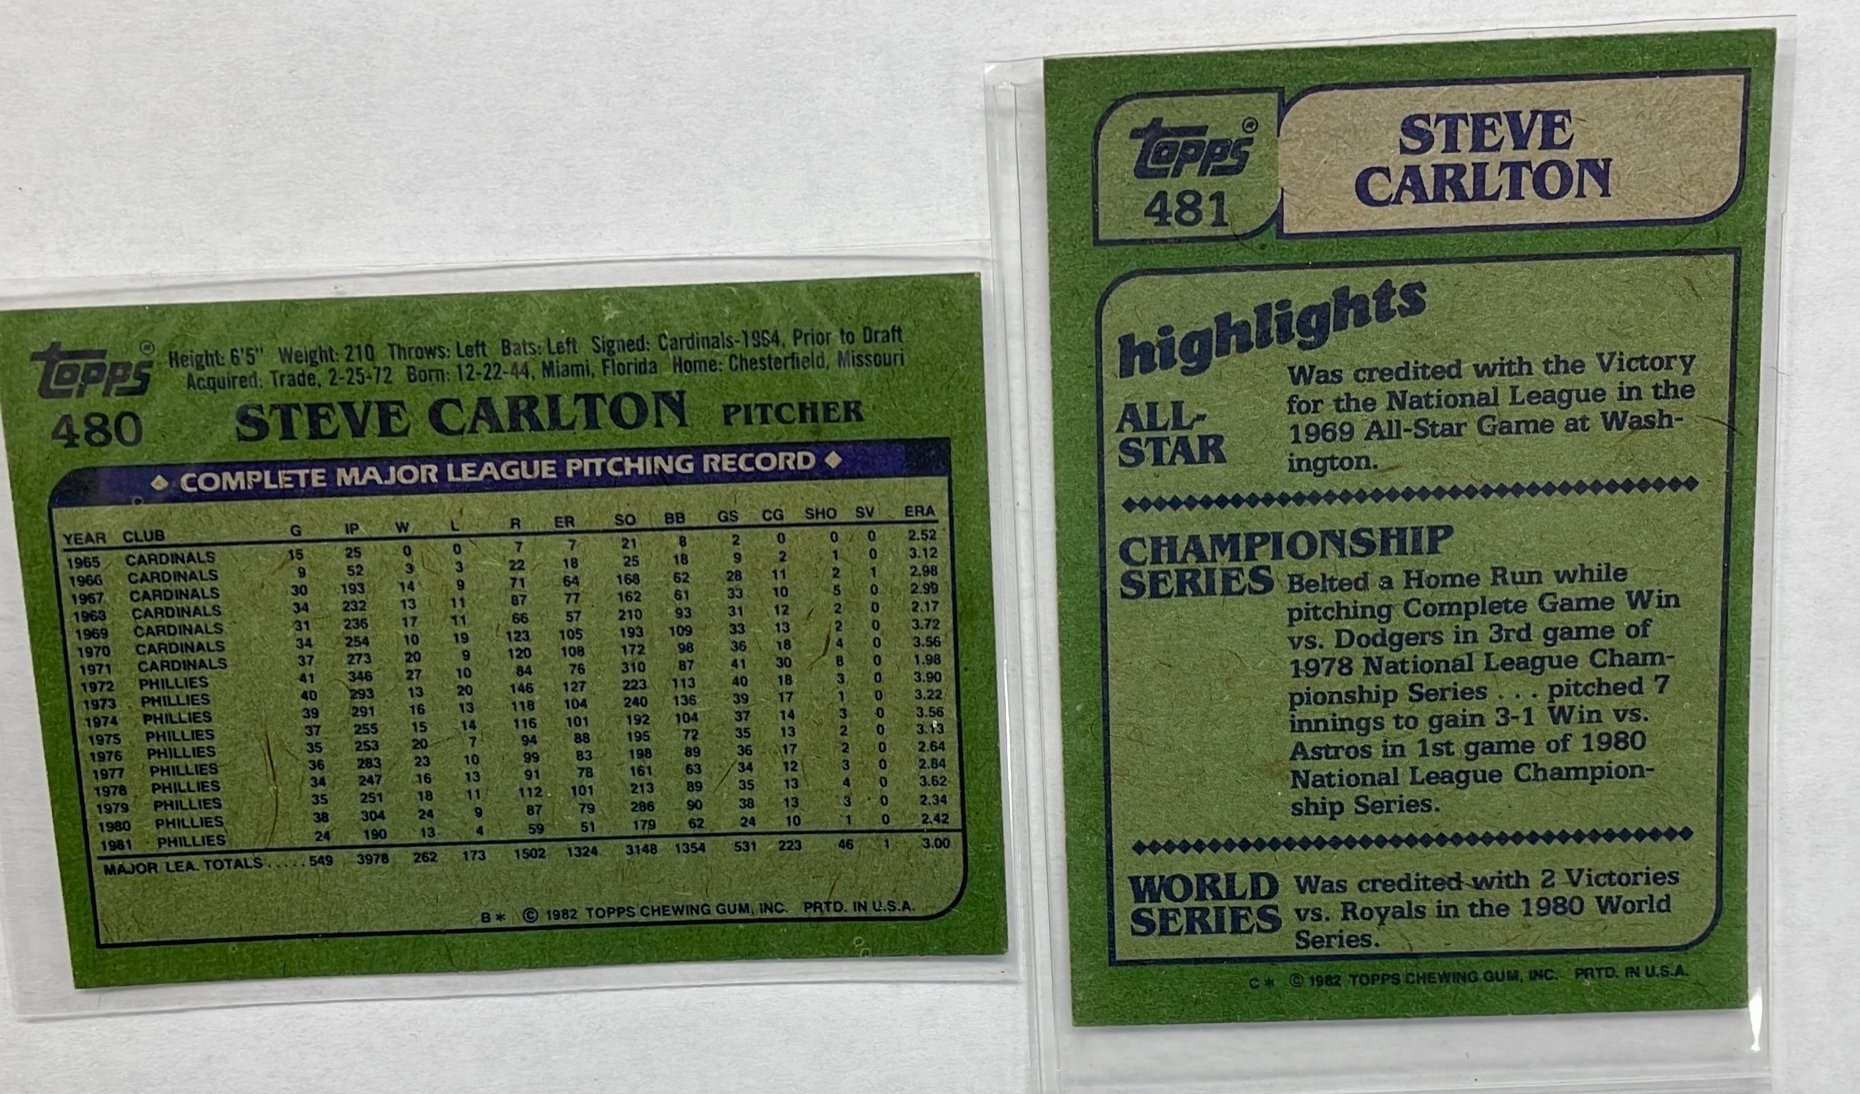 Topps ®
480
Height: 6'5" Weight: 210 Throws: Left Bats: Left Signed: Cardinals-1964, Prior to Draft
Acquired: Trade, 2-25-72 Born: 12-22-44, Miami, Florida Home: Chesterfield, Missouri
STEVE CARLTON PITCHER
◆ COMPLETE MAJOR LEAGUE PITCHING RECORD ◆
YEAR CLUB G IP W L R ER SO BB GS CG SHO SV ERA
1965 CARDINALS 15 25 0 0 7 7 21 8 2 0 0 0 2.52
1966 CARDINALS 9 52 3 3 22 18 25 18 9 2 1 0 3.12
1967 CARDINALS 30 193 14 9 71 64 168 62 28 11 2 1 2.98
1968 CARDINALS 34 232 13 11 87 77 162 61 33 10 5 0 2.99
1969 CARDINALS 31 236 17 11 66 57 210 93 31 12 2 0 2.17
1970 CARDINALS 34 254 10 19 123 105 193 109 33 13 2 0 3.72
1971 CARDINALS 37 273 20 9 120 108 172 98 36 18 4 0 3.56
1972 PHILLIES 41 346 27 10 84 76 310 87 41 30 8 0 1.98
1973 PHILLIES 40 293 13 20 146 127 223 113 40 18 3 0 3.90
1974 PHILLIES 39 291 16 13 118 104 240 136 39 17 1 0 3.22
1975 PHILLIES 37 255 15 14 116 101 192 104 37 14 3 0 3.56
1976 PHILLIES 35 253 20 7 94 88 195 72 35 13 2 0 3.13
1977 PHILLIES 36 283 23 10 99 83 198 89 36 17 2 0 2.64
1978 PHILLIES 34 247 16 13 91 78 161 63 34 12 3 0 2.84
1979 PHILLIES 35 251 18 11 112 101 213 89 35 13 4 0 3.62
1980 PHILLIES 38 304 24 9 87 79 286 90 38 13 3 0 2.34
1981 PHILLIES 24 190 13 4 59 51 179 62 24 10 1 0 2.42
MAJOR LEA. TOTALS.....549 3978 262 173 1502 1324 3148 1354 531 223 46 1 3.00
B* © 1982 TOPPS CHEWING GUM, INC. PRTD. IN U.S.A.
Topps ®
481
STEVE
CARLTON
highlights
ALL-
STAR
Was credited with the Victory
for the National League in the
1969 All-Star Game at Wash-
ington.
CHAMPIONSHIP
SERIES Belted a Home Run while
pitching Complete Game Win
vs. Dodgers in 3rd game of
1978 National League Cham-
pionship Series . . . pitched 7
innings to gain 3-1 Win vs.
Astros in 1st game of 1980
National League Champion-
ship Series.
WORLD
SERIES
Was credited with 2 Victories
vs. Royals in the 1980 World
Series.
C* © 1982 TOPPS CHEWING GUM, INC. PRTD. IN U.S.A.